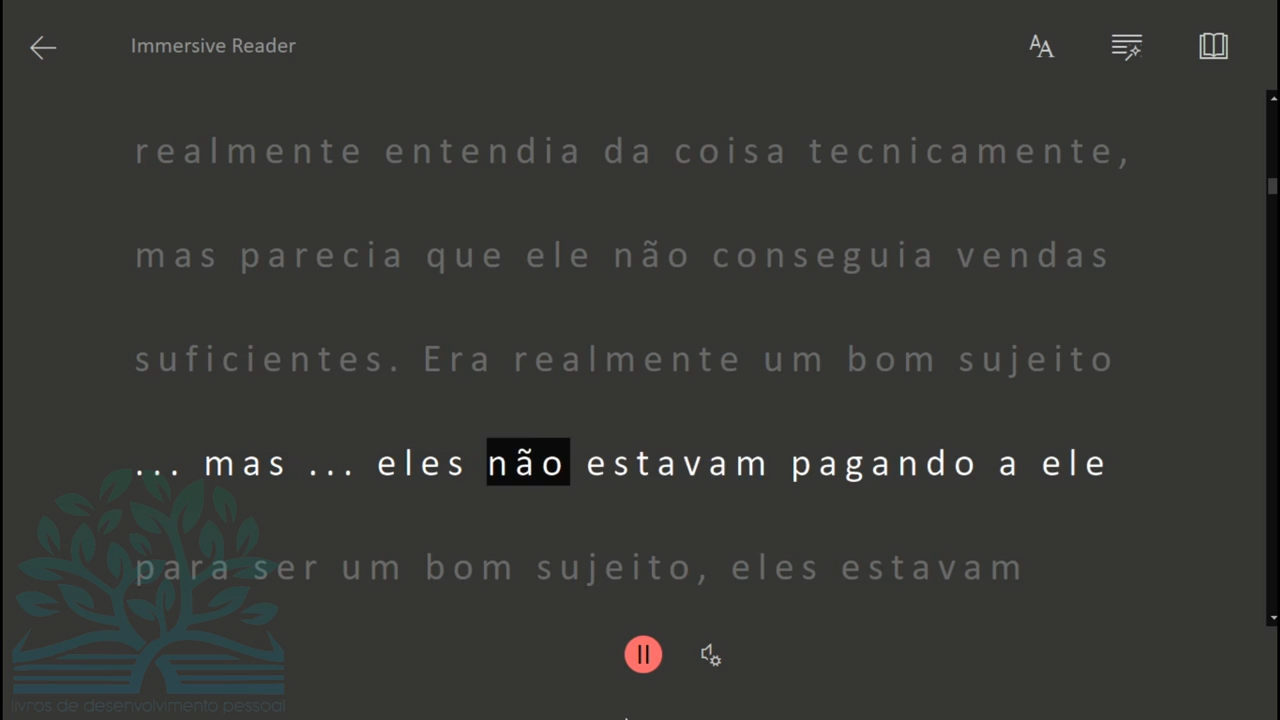 Immersive Reader
realmente entendia da coisa tecnicamente,
mas parecia que ele não conseguia vendas
suficientes. Era realmente um bom sujeito
... mas ... eles não estavam pagando a ele
para ser um bom sujeito, eles estavam
livros de desenvolvimento pessoal